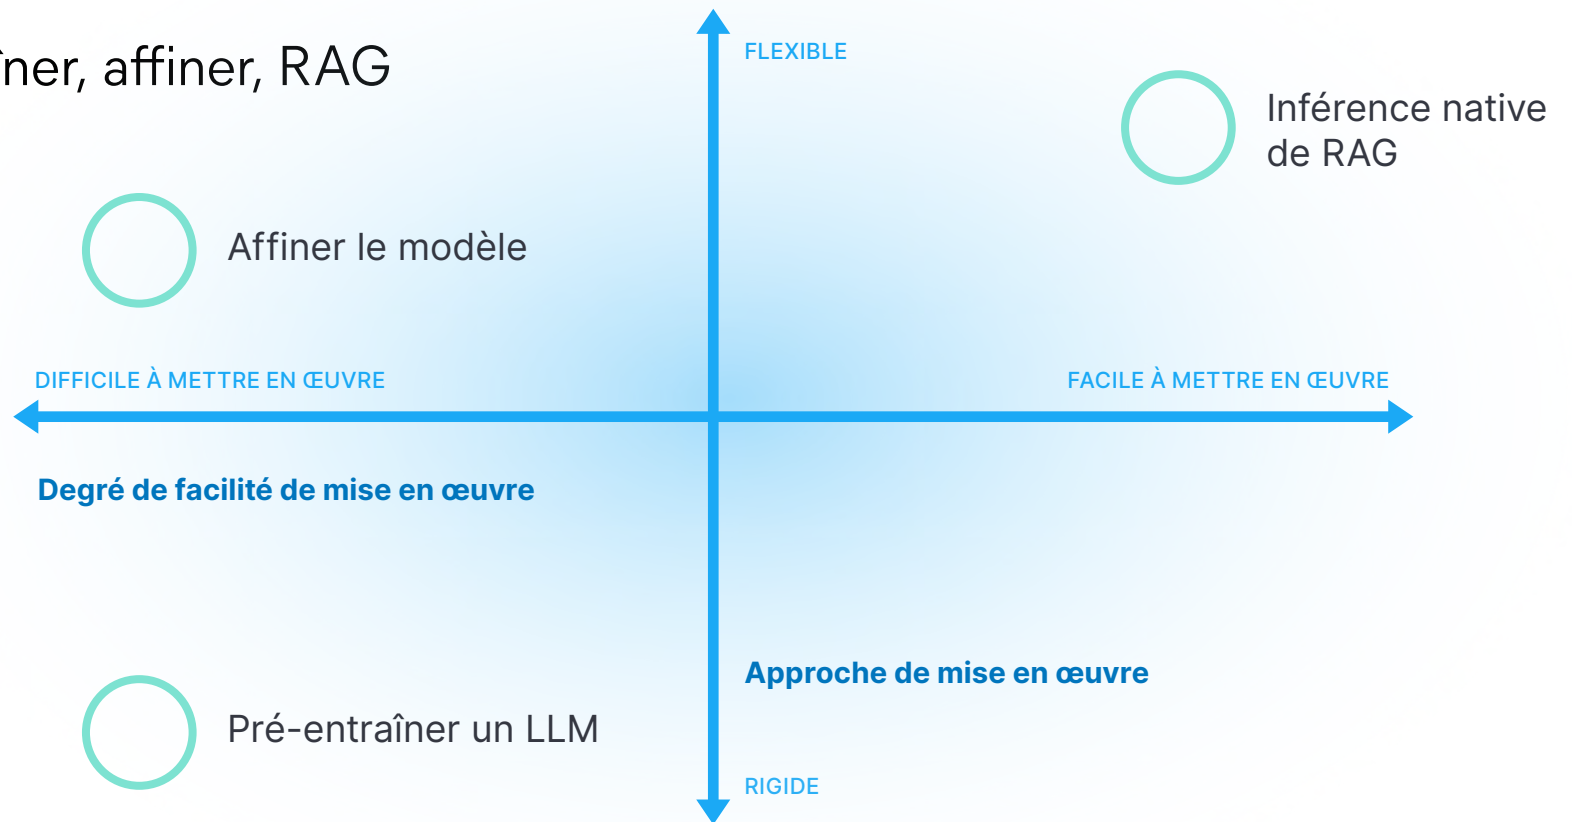 affiner, RAG
FLEXIBLE
Inférence native
de RAG
Affiner le modèle
DIFFICILE À METTRE EN ŒUVRE
FACILE À METTRE EN ŒUVRE
Degré de facilité de mise en œuvre
Approche de mise en œuvre
Pré-entraîner un LLM
RIGIDE